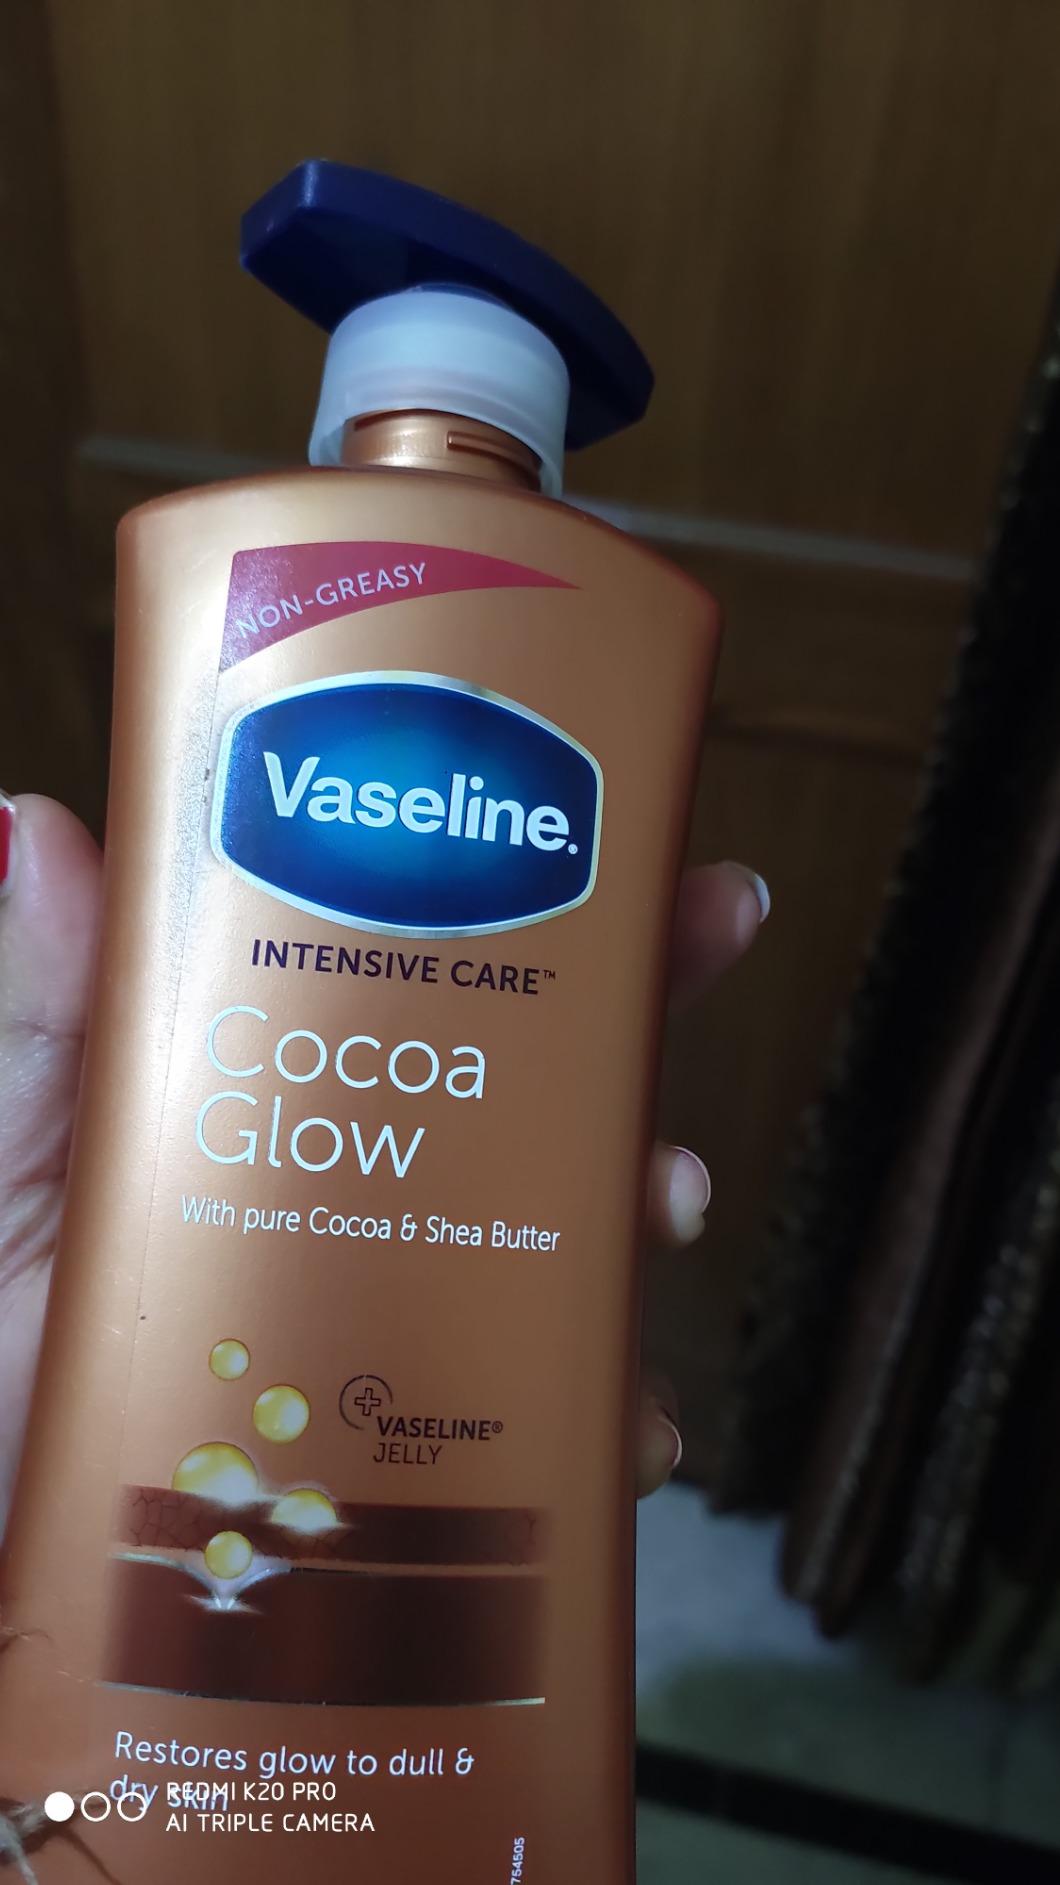 NON-GREASY
Vaseline®
INTENSIVE CARE™
Cocoa
Glow
With pure Cocoa & Shea Butter
VASELINE®
JELLY
Restores glow to dull &
dry skin
REDMI K20 PRO
AI TRIPLE CAMERA
754505